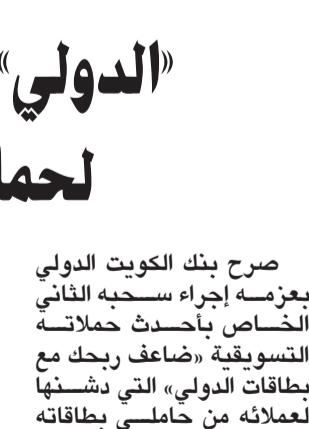 «الدولي»
لحما
صرح بنك الكويت الدولي
بعزمه إجراء سحبه الثاني
الخاص بأحدث حملاته
التسويقية «ضاعف ربحك مع
بطاقات الدولي» التي دشنها
لعملائه من حاملي بطاقاته